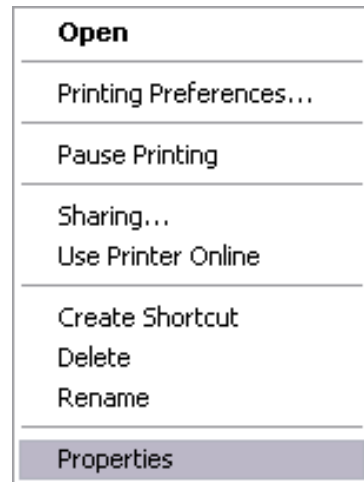 Open
Printing Preferences...
Pause Printing
Sharing...
Use Printer Online
Create Shortcut
Delete
Rename
Properties